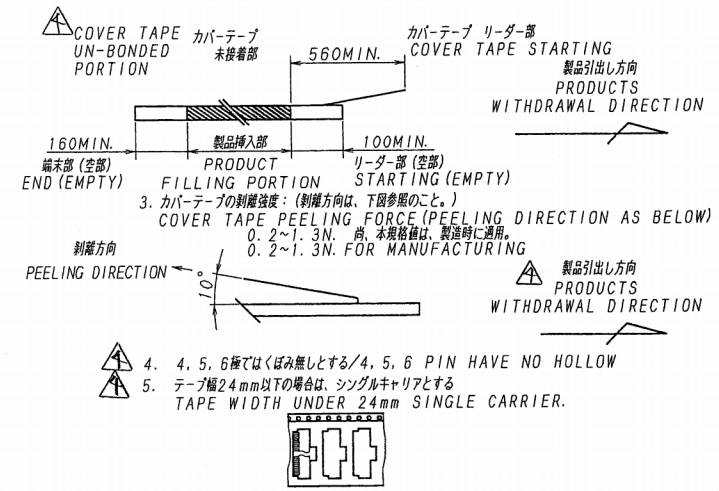 COVER TAPE
UN-BONDED
PORTION
カバーテープ
未接着部
560MIN.
カバーテープ リーダー部
COVER TAPE STARTING
製品引出し方向
PRODUCTS
WITHDRAWAL DIRECTION
160MIN.
端末部(空部)
END(EMPTY)
製品挿入部
PRODUCT
FILLING PORTION
100MIN.
リーダー部(空部)
STARTING(EMPTY)
3. カバーテープの剥離強度:(剥離方向は、下図参照のこと。)
COVER TAPE PEELING FORCE(PEELING DIRECTION AS BELOW)
0.2~1.3N. 尚、本規格値は、製造時に適用。
0.2~1.3N. FOR MANUFACTURING
剥離方向
PEELING DIRECTION
10°
製品引出し方向
PRODUCTS
WITHDRAWAL DIRECTION
4. 4,5,6極ではくぼみ無しとする/4,5,6 PIN HAVE NO HOLLOW
5. テープ幅24mm以下の場合は、シングルキャリアとする
TAPE WIDTH UNDER 24mm SINGLE CARRIER.